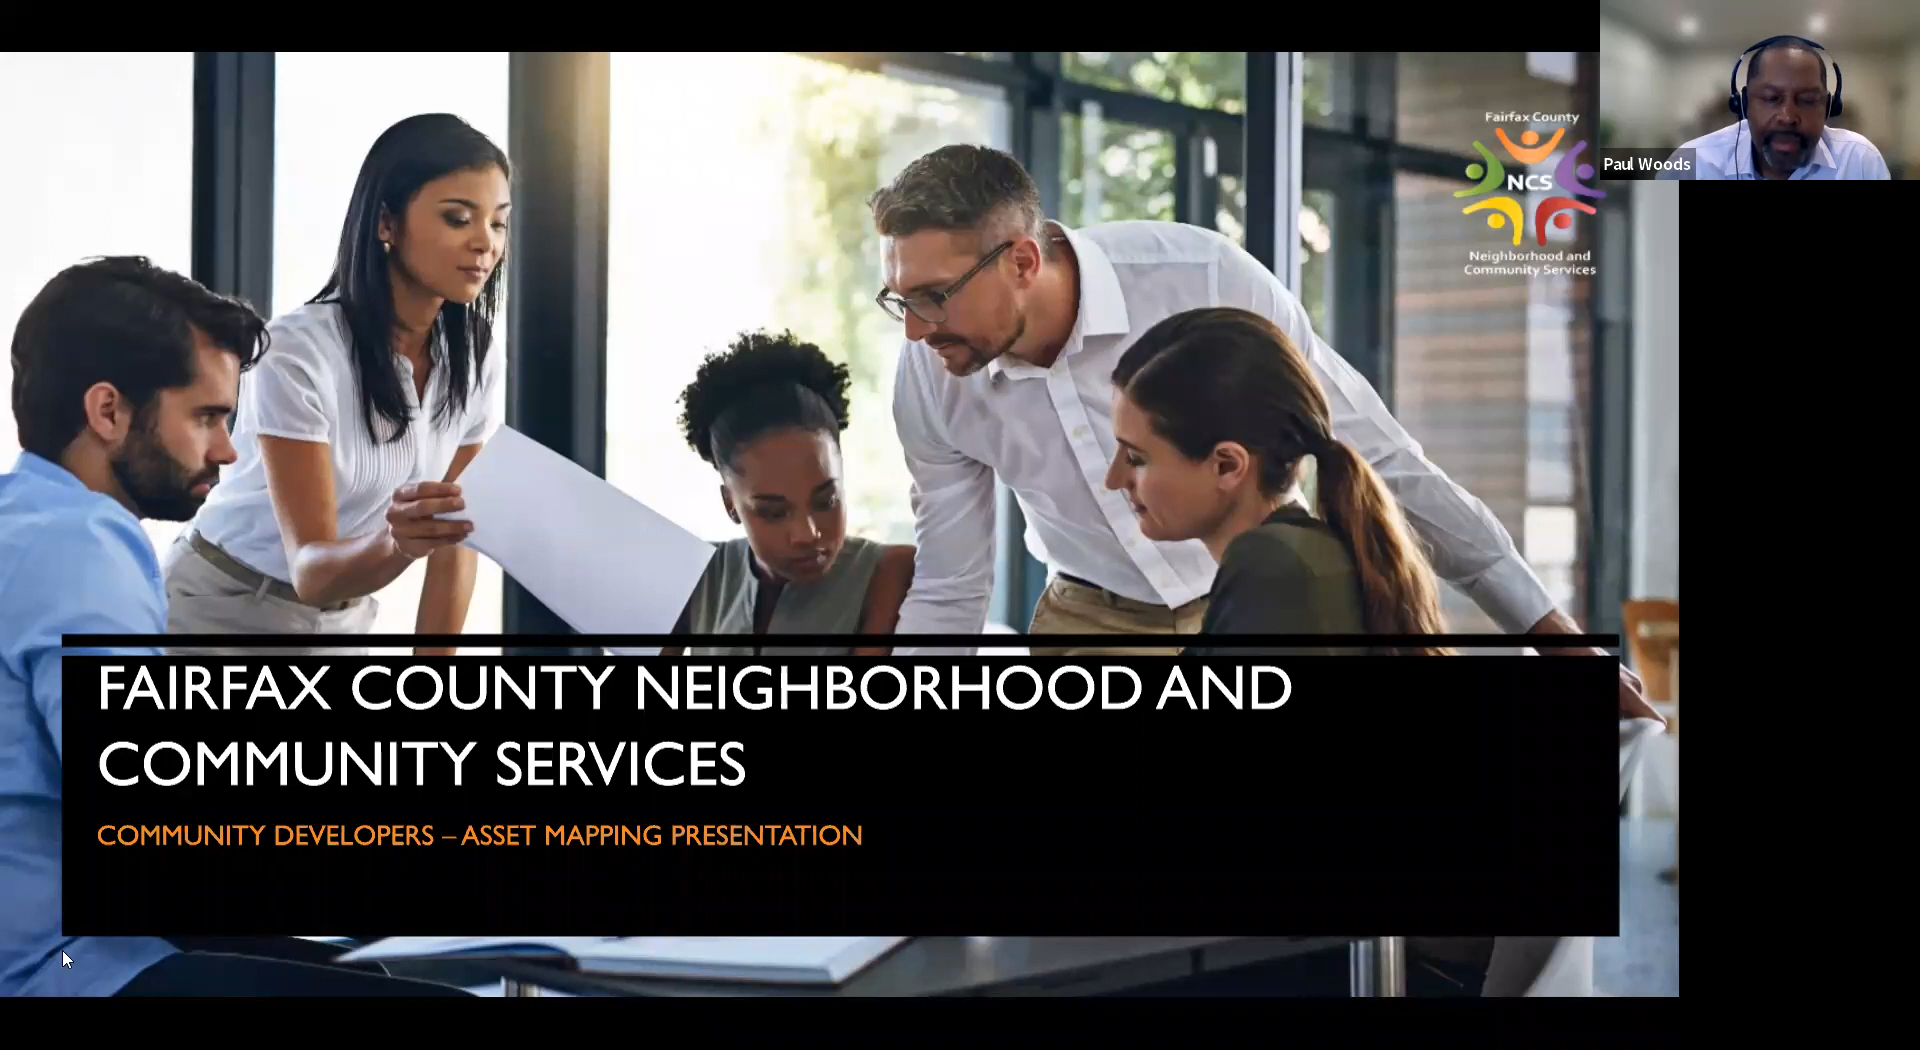 Fairfax County
NCS
Neighborhood and
Community Services
Paul Woods
FAIRFAX COUNTY NEIGHBORHOOD AND
COMMUNITY SERVICES
COMMUNITY DEVELOPERS – ASSET MAPPING PRESENTATION